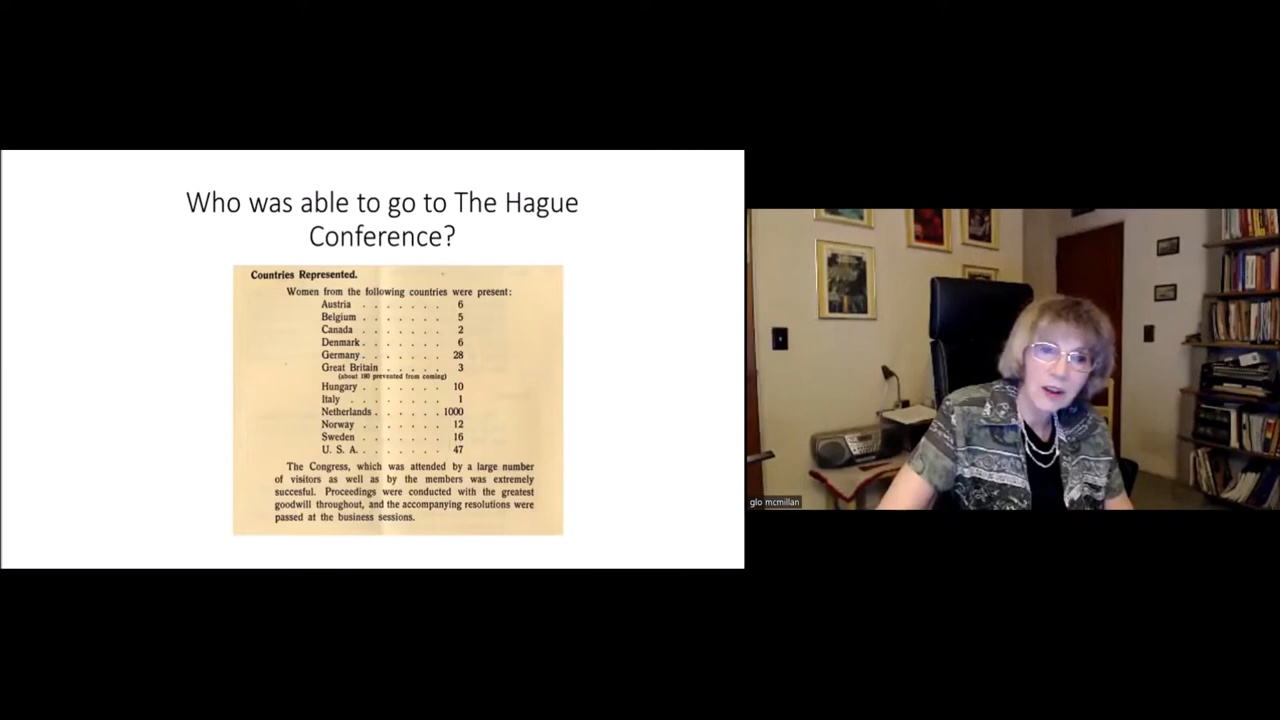 Who was able to go to The Hague
Conference?
Countries Represented.
Women from the following countries were present:
Austria . . . . . . . 6
Belgium . . . . . . . 5
Canada . . . . . . . 2
Denmark . . . . . . . 6
Germany . . . . . . . 28
Great Britain . . . . . 3
(about 180 prevented from coming)
Hungary . . . . . . . 10
Italy . . . . . . . . 1
Netherlands . . . . . . 1000
Norway . . . . . . . 12
Sweden . . . . . . . 16
U. S. A. . . . . . . . 47
The Congress, which was attended by a large number
of visitors as well as by the members was extremely
succesful. Proceedings were conducted with the greatest
goodwill throughout, and the accompanying resolutions were
passed at the business sessions.
glo mcmillan